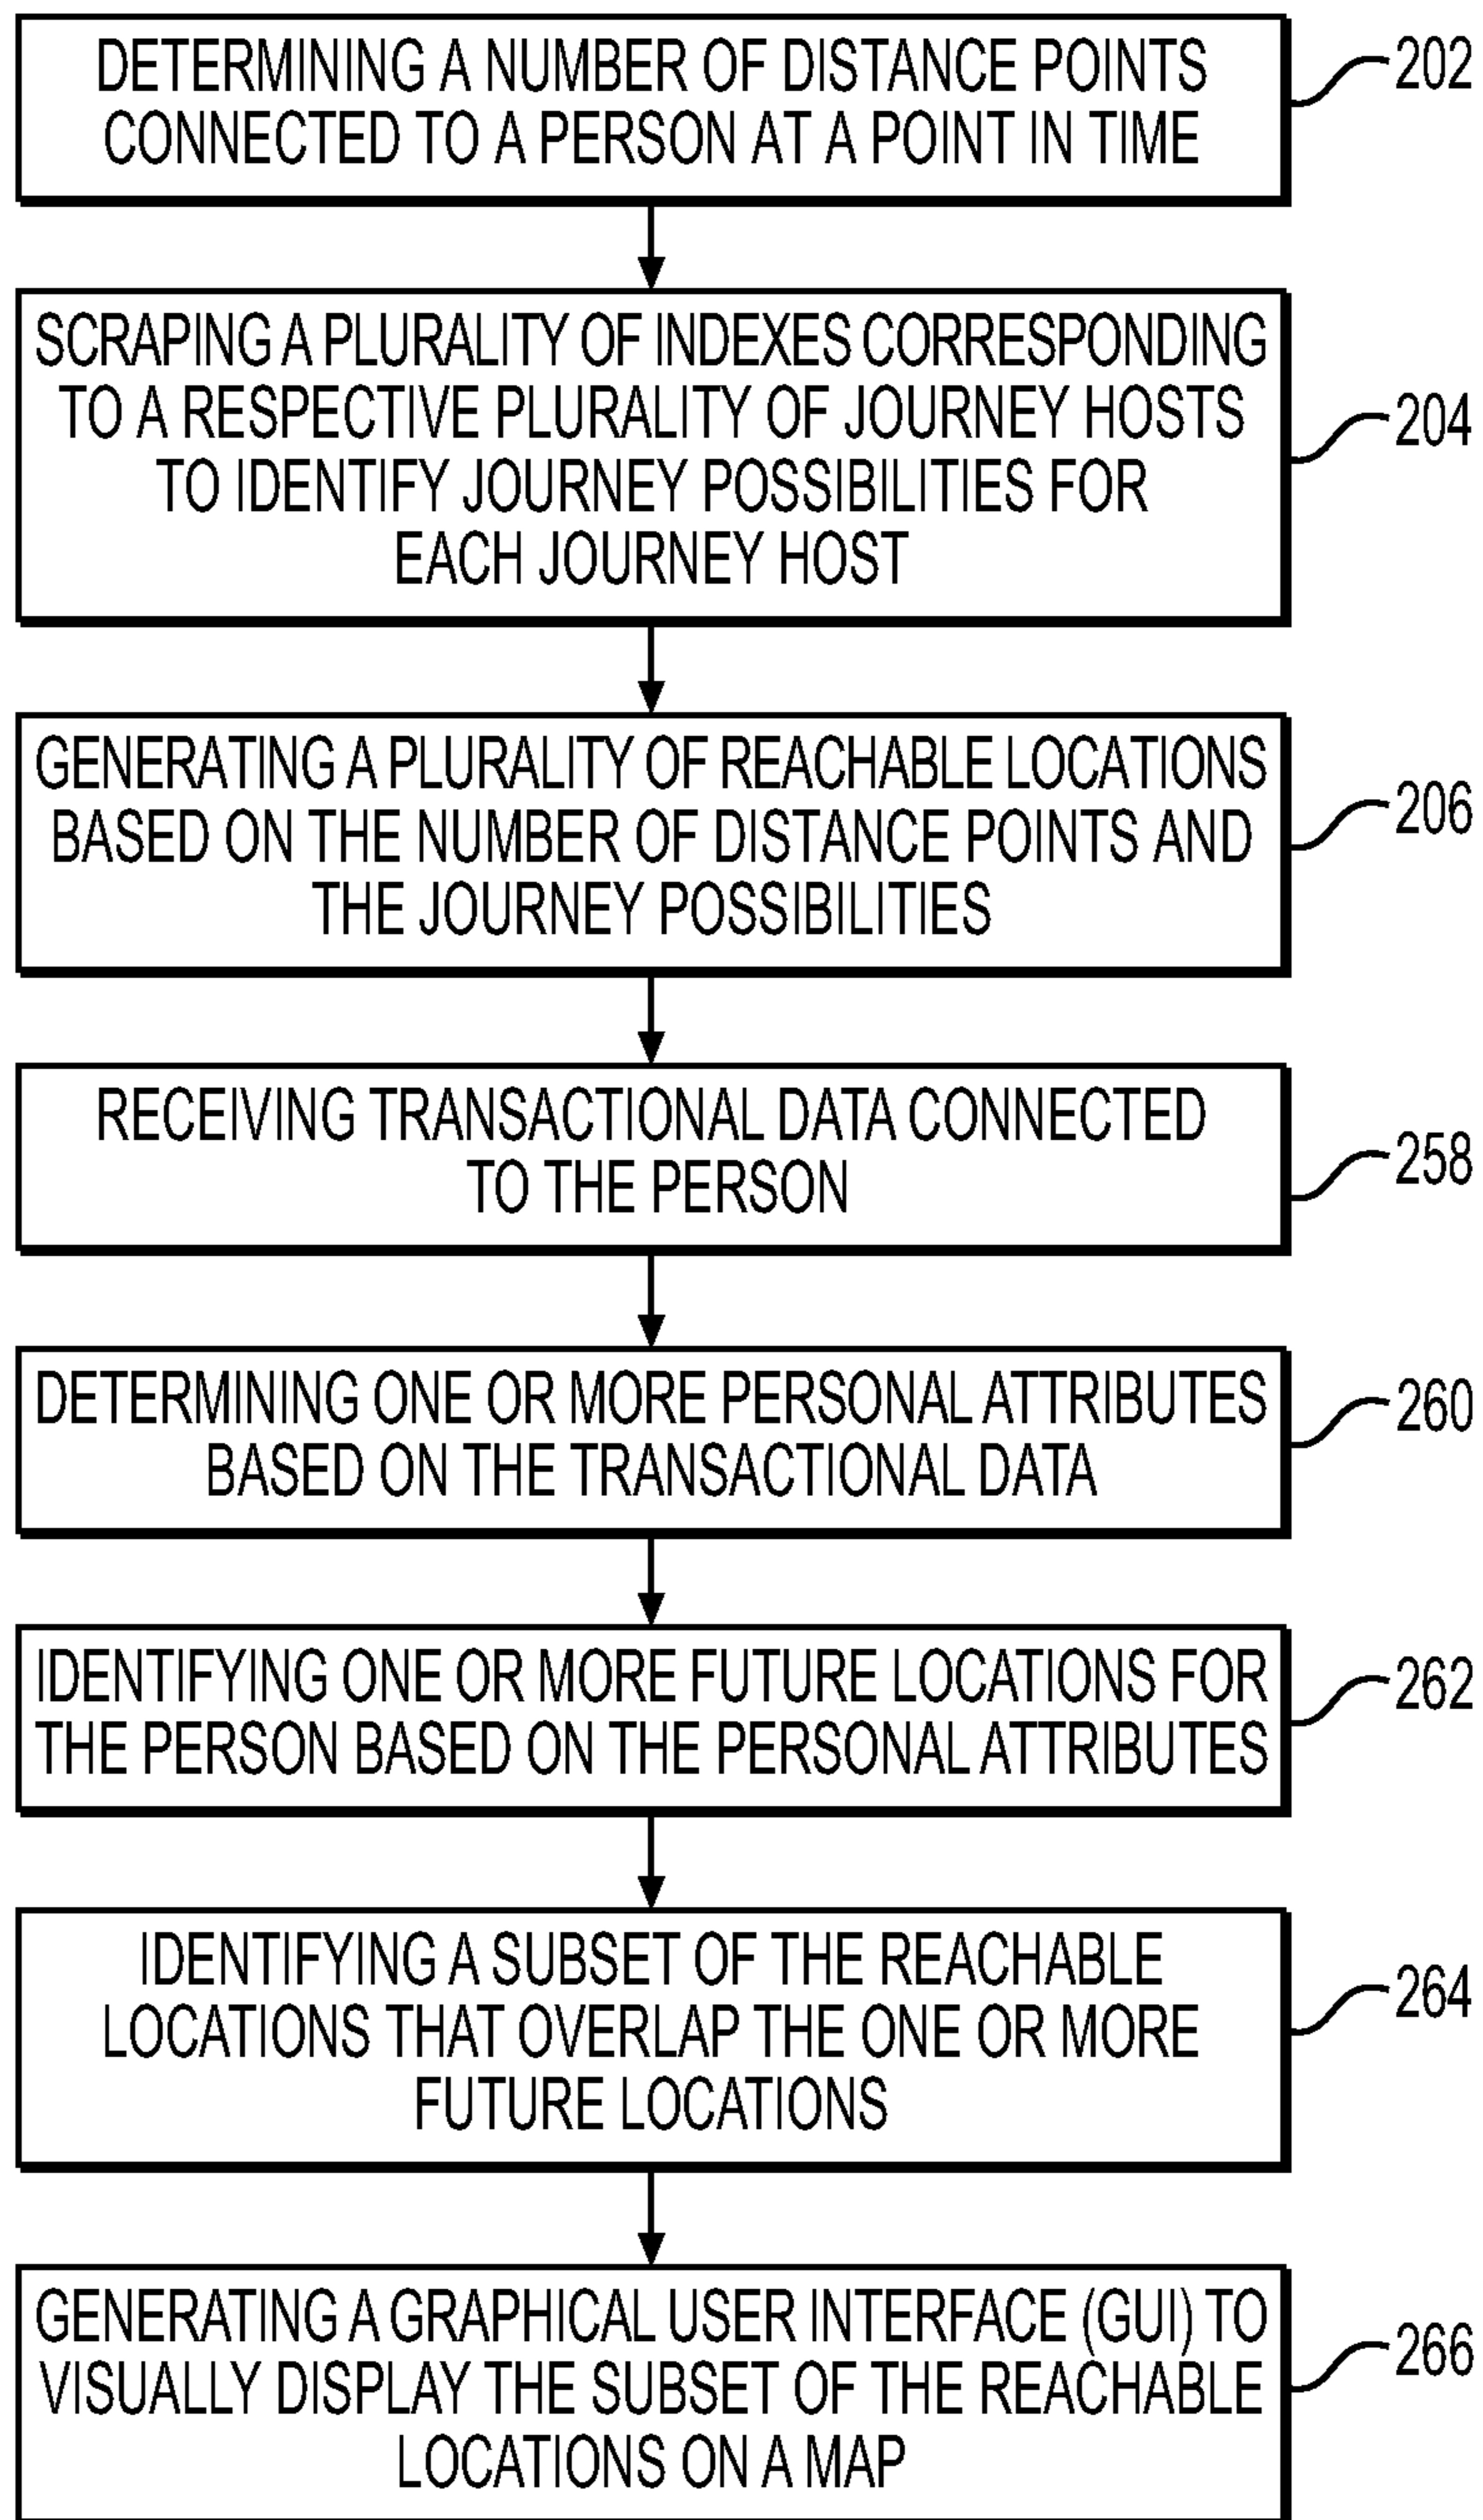 DETERMINING A NUMBER OF DISTANCE POINTS
CONNECTED TO A PERSON AT A POINT IN TIME
202
SCRAPING A PLURALITY OF INDEXES CORRESPONDING
TO A RESPECTIVE PLURALITY OF JOURNEY HOSTS
TO IDENTIFY JOURNEY POSSIBILITIES FOR
EACH JOURNEY HOST
204
GENERATING A PLURALITY OF REACHABLE LOCATIONS
BASED ON THE NUMBER OF DISTANCE POINTS AND
THE JOURNEY POSSIBILITIES
206
RECEIVING TRANSACTIONAL DATA CONNECTED
TO THE PERSON
258
DETERMINING ONE OR MORE PERSONAL ATTRIBUTES
BASED ON THE TRANSACTIONAL DATA
260
IDENTIFYING ONE OR MORE FUTURE LOCATIONS FOR
THE PERSON BASED ON THE PERSONAL ATTRIBUTES
262
IDENTIFYING A SUBSET OF THE REACHABLE
LOCATIONS THAT OVERLAP THE ONE OR MORE
FUTURE LOCATIONS
264
GENERATING A GRAPHICAL USER INTERFACE (GUI) TO
VISUALLY DISPLAY THE SUBSET OF THE REACHABLE
LOCATIONS ON A MAP
266